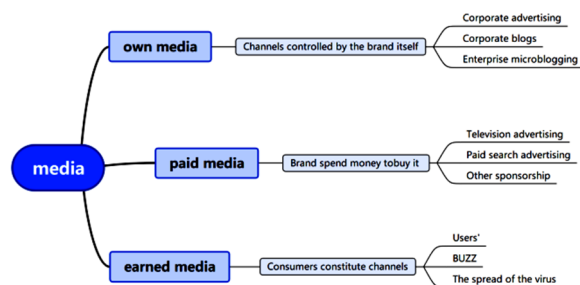 media
own media
Channels controlled by the brand itself
Corporate advertising
Corporate blogs
Enterprise microblogging
paid media
Brand spend money tobuy it
Television advertising
Paid search advertising
Other sponsorship
earned media
Consumers constitute channels
Users'
BUZZ
The spread of the virus